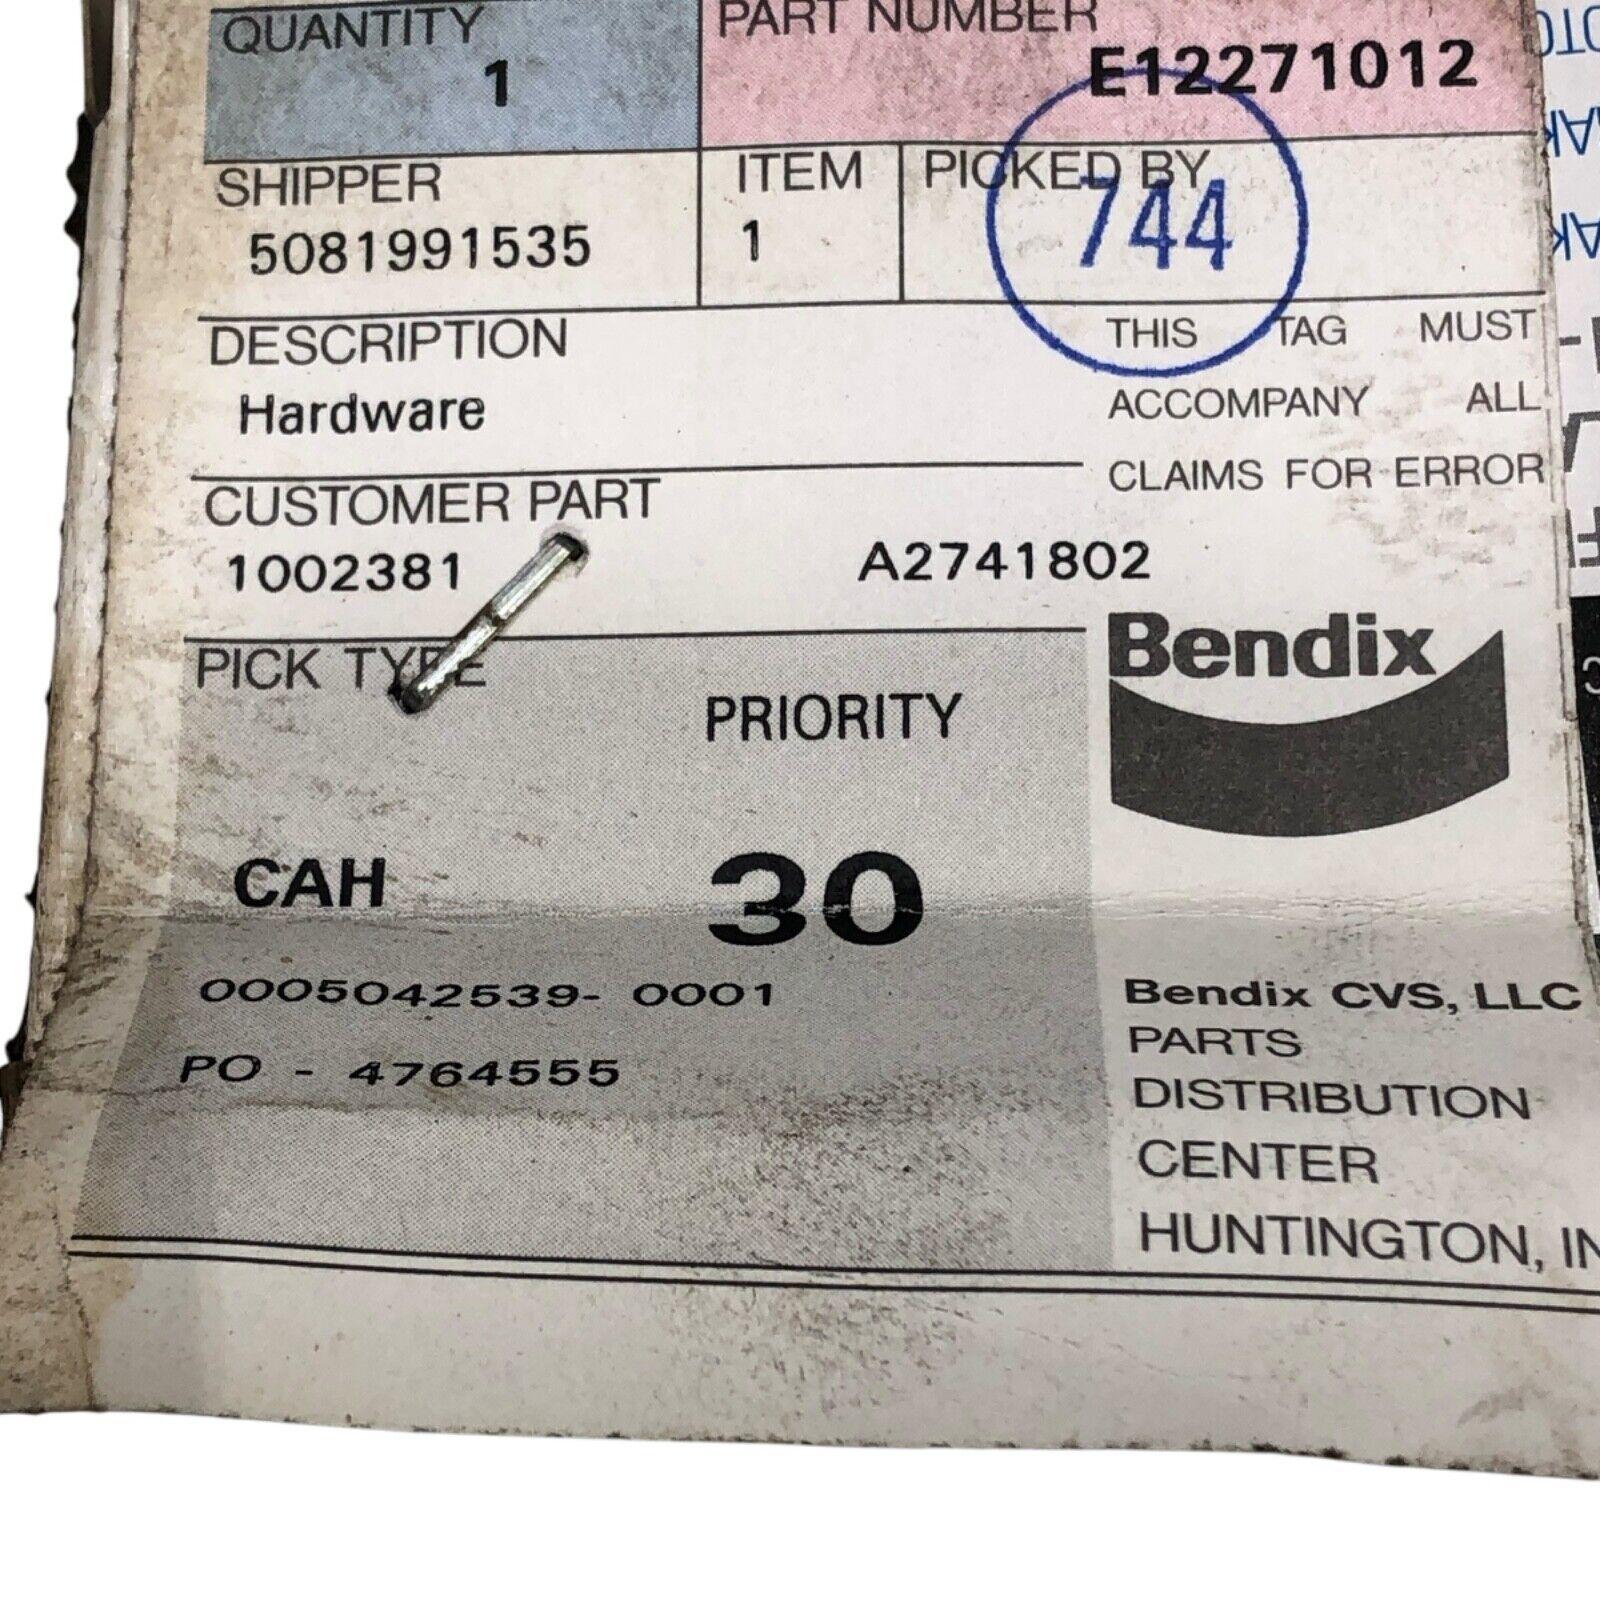 QUANTITY PART NUMBER
1 E12271012
SHIPPER ITEM PICKED BY
5081991535 1 744
DESCRIPTION THIS TAG MUST
Hardware ACCOMPANY ALL
CLAIMS FOR ERROR
CUSTOMER PART
1002381 A2741802
Bendix
PICK TYPE PRIORITY
CAH 30
0005042539- 0001
PO - 4764555
Bendix CVS, LLC
PARTS
DISTRIBUTION
CENTER
HUNTINGTON, IN